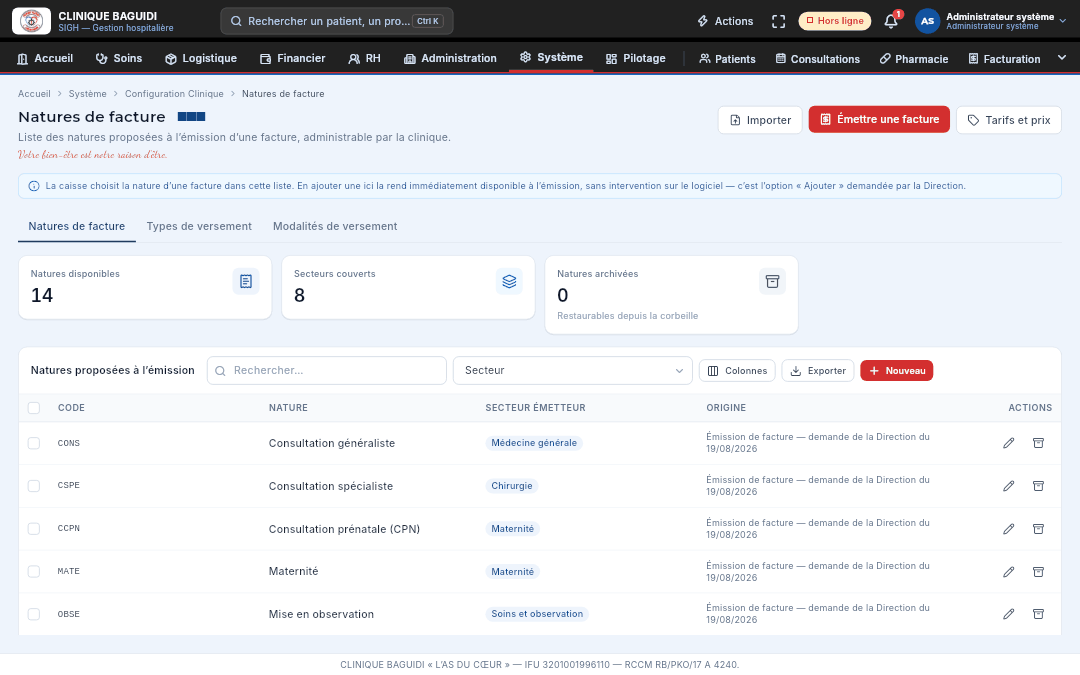 CLINIQUE BAGUIDI
SIGH — Gestion hospitalière
Rechercher un patient, un pro... Ctrl K
Actions
Hors ligne
1
AS
Administrateur système
Administrateur système
Accueil
Soins
Logistique
Financier
RH
Administration
Système
Pilotage
Patients
Consultations
Pharmacie
Facturation
Accueil > Système > Configuration Clinique > Natures de facture
Natures de facture
Liste des natures proposées à l'émission d'une facture, administrable par la clinique.
Votre bien-être est notre raison d'être.
Importer
Émettre une facture
Tarifs et prix
La caisse choisit la nature d'une facture dans cette liste. En ajouter une ici la rend immédiatement disponible à l'émission, sans intervention sur le logiciel — c'est l'option « Ajouter » demandée par la Direction.
Natures de facture
Types de versement
Modalités de versement
Natures disponibles
14
Secteurs couverts
8
Natures archivées
0
Restaurables depuis la corbeille
Natures proposées à l'émission
Rechercher...
Secteur
Colonnes
Exporter
Nouveau
CODE NATURE SECTEUR ÉMETTEUR ORIGINE ACTIONS
CONS Consultation généraliste Médecine générale Émission de facture — demande de la Direction du
19/08/2026
CSPE Consultation spécialiste Chirurgie Émission de facture — demande de la Direction du
19/08/2026
CCPN Consultation prénatale (CPN) Maternité Émission de facture — demande de la Direction du
19/08/2026
MATE Maternité Maternité Émission de facture — demande de la Direction du
19/08/2026
OBSE Mise en observation Soins et observation Émission de facture — demande de la Direction du
19/08/2026
CLINIQUE BAGUIDI « L'AS DU CŒUR » — IFU 3201001996110 — RCCM RB/PKO/17 A 4240.